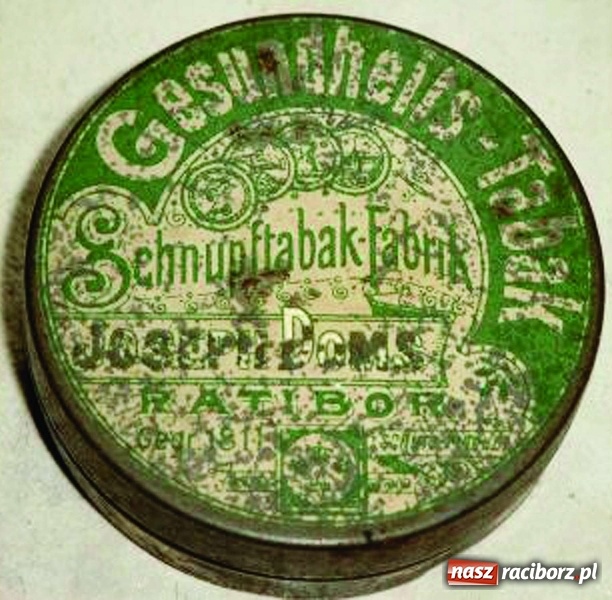 Gesundheits-Tabak
Schnupftabak-Fabrik
JOSEPH DOMS
RATIBOR
Gegr. 1811
nasz raciborz.pl